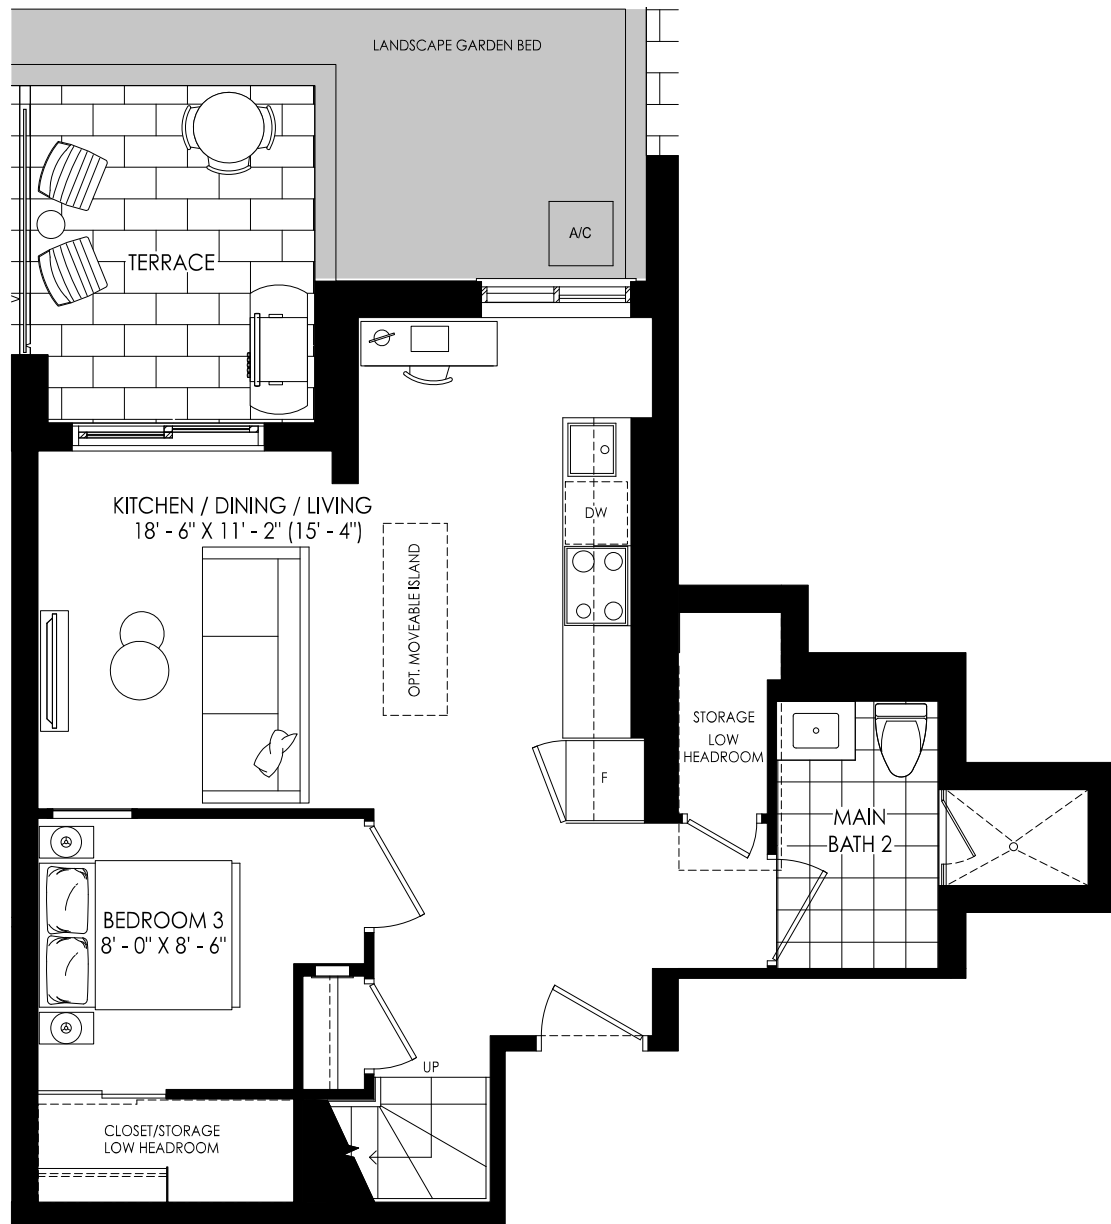 LANDSCAPE GARDEN BED
A/C
TERRACE
KITCHEN / DINING / LIVING
18' - 6" X 11' - 2" (15' - 4")
DW
OPT. MOVEABLE ISLAND
STORAGE
LOW
HEADROOM
F
MAIN
BATH 2
BEDROOM 3
8' - 0" X 8' - 6"
UP
CLOSET/STORAGE
LOW HEADROOM